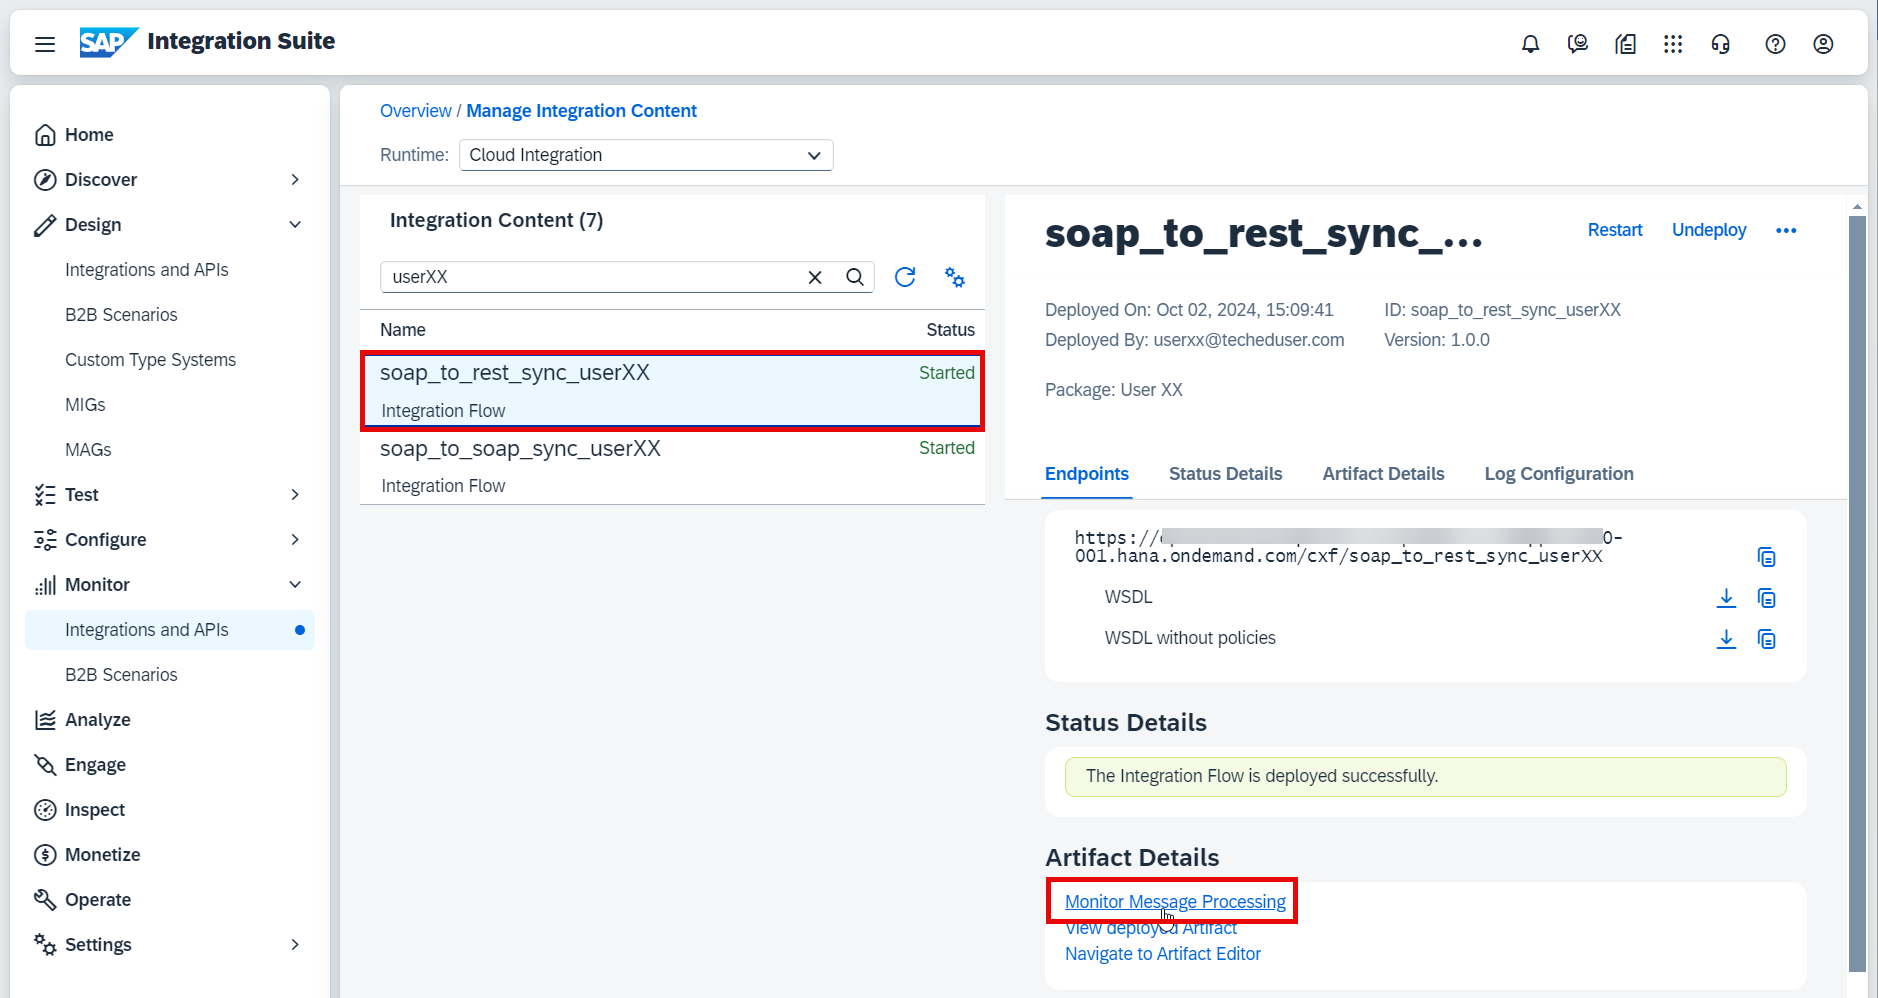 SAP Integration Suite
Home
Discover
Design
Integrations and APIs
B2B Scenarios
Custom Type Systems
MIGs
MAGs
Test
Configure
Monitor
Integrations and APIs
B2B Scenarios
Analyze
Engage
Inspect
Monetize
Operate
Settings
Overview / Manage Integration Content
Runtime: Cloud Integration
Integration Content (7)
userXX
Name Status
soap_to_rest_sync_userXX Started
Integration Flow
soap_to_soap_sync_userXX Started
Integration Flow
soap_to_rest_sync_... Restart Undeploy
Deployed On: Oct 02, 2024, 15:09:41 ID: soap_to_rest_sync_userXX
Deployed By: userxx@techeduser.com Version: 1.0.0
Package: User XX
Endpoints Status Details Artifact Details Log Configuration
https:// 0-
001.hana.ondemand.com/cxf/soap_to_rest_sync_userXX
WSDL
WSDL without policies
Status Details
The Integration Flow is deployed successfully.
Artifact Details
Monitor Message Processing
View deployed Artifact
Navigate to Artifact Editor